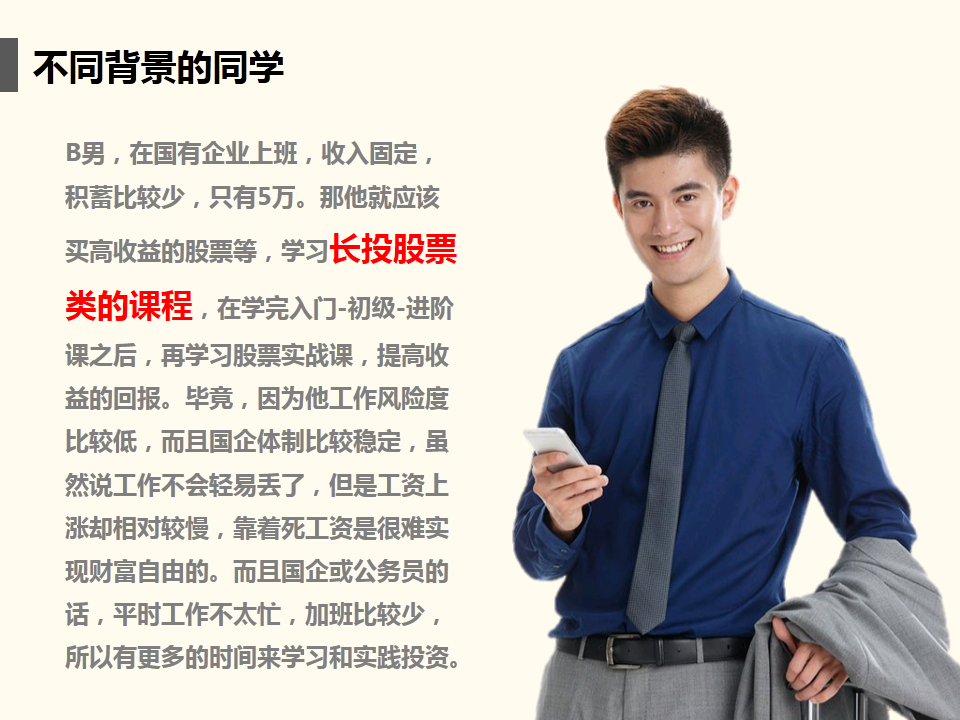 不同背景的同学
B男，在国有企业上班，收入固定，
积蓄比较少，只有5万。那他就应该
买高收益的股票等，学习长投股票
类的课程，在学完入门-初级-进阶
课之后，再学习股票实战课，提高收
益的回报。毕竟，因为他工作风险度
比较低，而且国企体制比较稳定，虽
然说工作不会轻易丢了，但是工资上
涨却相对较慢，靠着死工资是很难实
现财富自由的。而且国企或公务员的
话，平时工作不太忙，加班比较少，
所以有更多的时间来学习和实践投资。